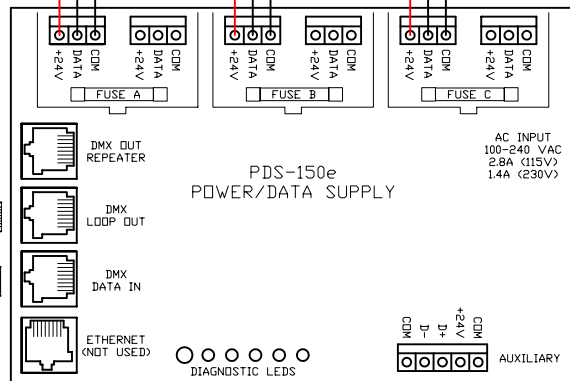 +24V DATA COM +24V DATA COM
FUSE A
+24V DATA COM +24V DATA COM
FUSE B
+24V DATA COM +24V DATA COM
FUSE C
DMX OUT
REPEATER
AC INPUT
100-240 VAC
2.8A (115V)
1.4A (230V)
PDS-150e
POWER/DATA SUPPLY
DMX
LOOP OUT
DMX
DATA IN
ETHERNET
(NOT USED)
DIAGNOSTIC LEDS
COM D- D+ +24V COM
AUXILIARY